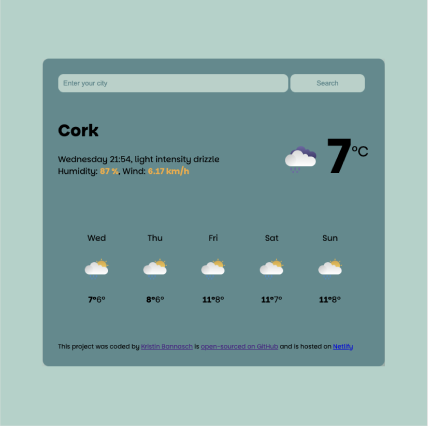 Enter your city
Search
Cork
Wednesday 21:54, light intensity drizzle
Humidity: 87 %, Wind: 6.17 km/h
7°C
Wed Thu Fri Sat Sun
7°6° 8°6° 11°8° 11°7° 11°8°
This project was coded by Kristin Bannasch is open-sourced on GitHub and is hosted on Netlify